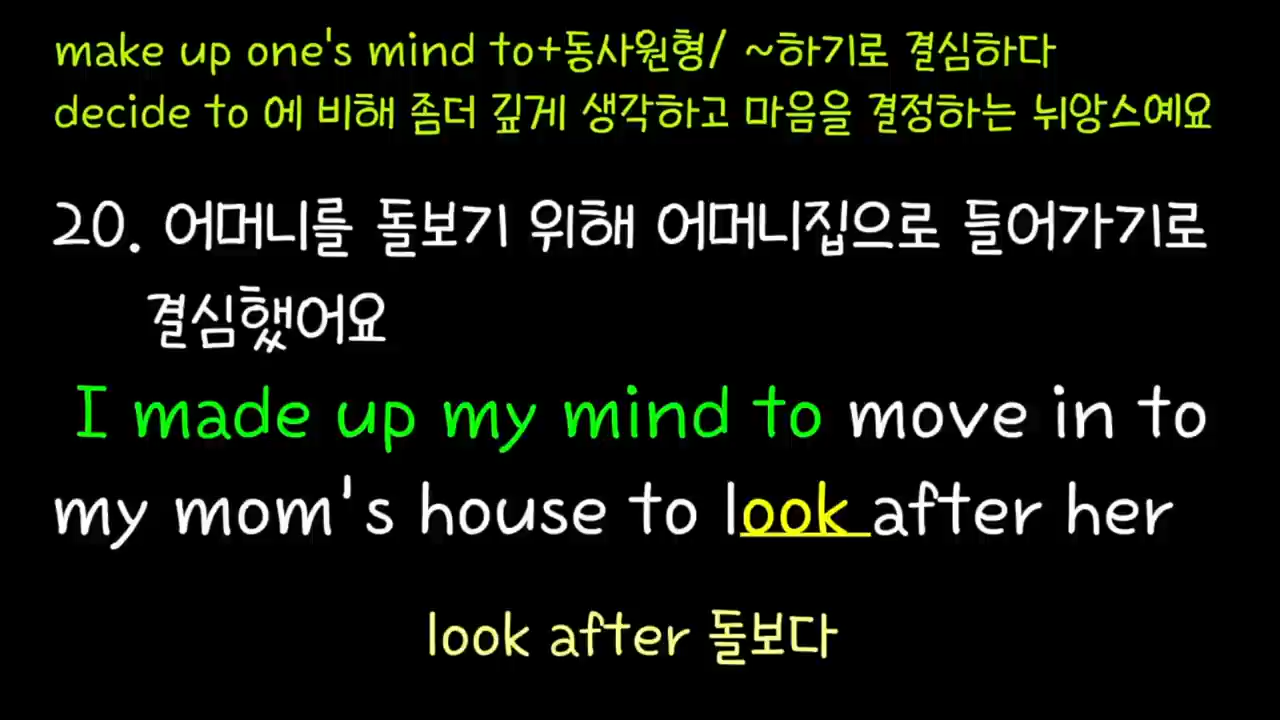 make up one's mind to+동사원형/ ~하기로 결심하다
decide to 에 비해 좀더 깊게 생각하고 마음을 결정하는 뉘앙스예요
20. 어머니를 돌보기 위해 어머니집으로 들어가기로
결심했어요
I made up my mind to move in to
my mom's house to look after her
look after 돌보다